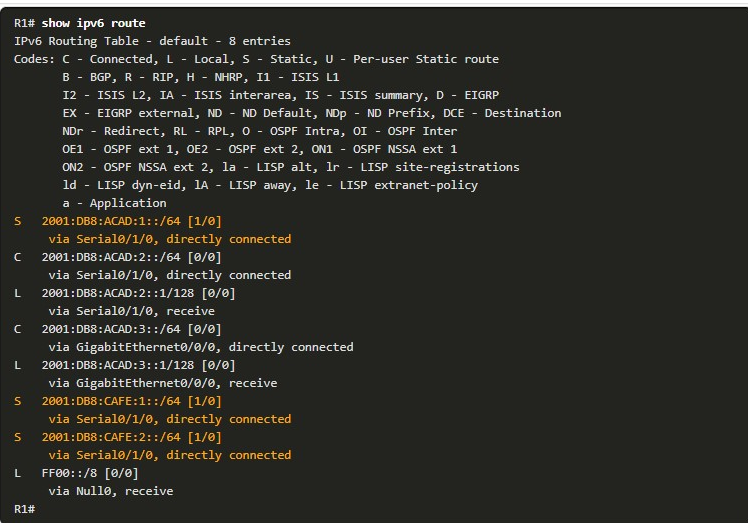 R1# show ipv6 route
IPv6 Routing Table - default - 8 entries
Codes: C - Connected, L - Local, S - Static, U - Per-user Static route
       B - BGP, R - RIP, H - NHRP, I1 - ISIS L1
       I2 - ISIS L2, IA - ISIS interarea, IS - ISIS summary, D - EIGRP
       EX - EIGRP external, ND - ND Default, NDp - ND Prefix, DCE - Destination
       NDr - Redirect, RL - RPL, O - OSPF Intra, OI - OSPF Inter
       OE1 - OSPF ext 1, OE2 - OSPF ext 2, ON1 - OSPF NSSA ext 1
       ON2 - OSPF NSSA ext 2, la - LISP alt, lr - LISP site-registrations
       ld - LISP dyn-eid, lA - LISP away, le - LISP extranet-policy
       a - Application
S   2001:DB8:ACAD:1::/64 [1/0]
     via Serial0/1/0, directly connected
C   2001:DB8:ACAD:2::/64 [0/0]
     via Serial0/1/0, directly connected
L   2001:DB8:ACAD:2::1/128 [0/0]
     via Serial0/1/0, receive
C   2001:DB8:ACAD:3::/64 [0/0]
     via GigabitEthernet0/0/0, directly connected
L   2001:DB8:ACAD:3::1/128 [0/0]
     via GigabitEthernet0/0/0, receive
S   2001:DB8:CAFE:1::/64 [1/0]
     via Serial0/1/0, directly connected
S   2001:DB8:CAFE:2::/64 [1/0]
     via Serial0/1/0, directly connected
L   FF00::/8 [0/0]
     via Null0, receive
R1#